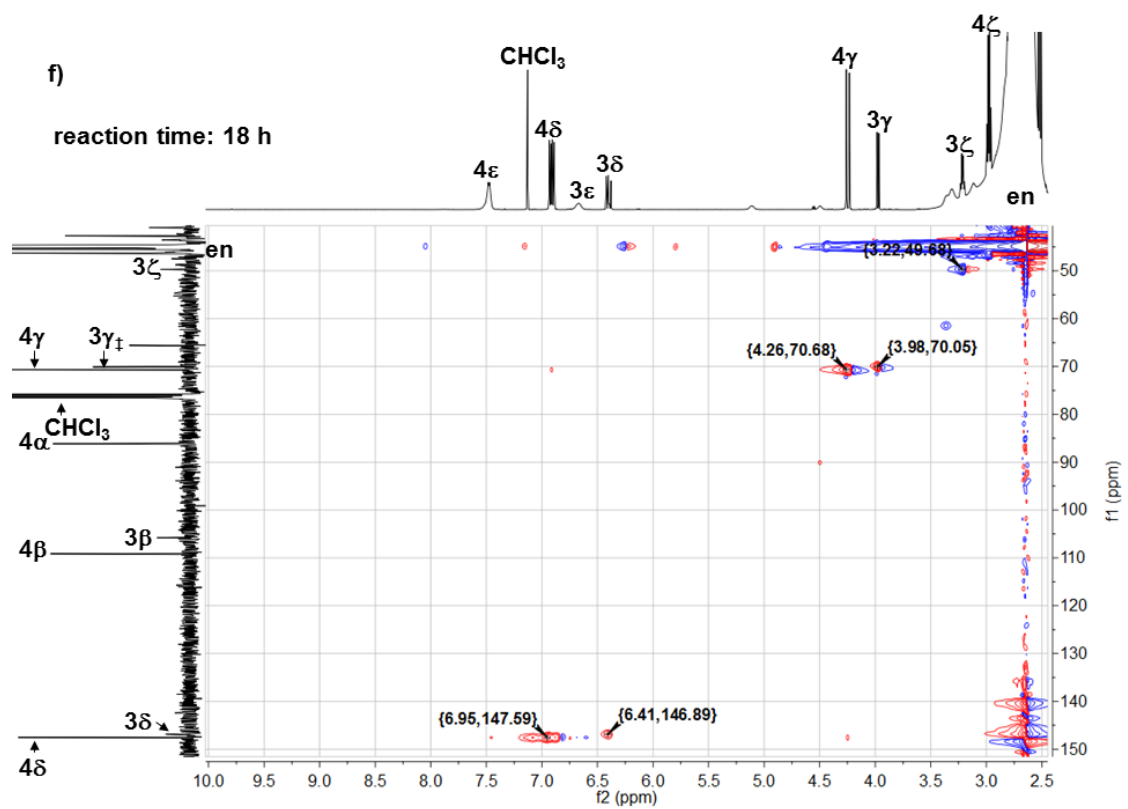 f)
reaction time: 18 h
CHCl₃
4ε
4δ
3ε
3δ
4γ
3γ
3ζ
4ζ
en
en
3ζ
4γ
3γ‡
CHCl₃
4α
3β
4β
3δ
4δ
{3.22,49.68}
{4.26,70.68}
{3.98,70.05}
{6.95,147.59}
{6.41,146.89}
50
60
70
80
90
100
110
120
130
140
150
f1 (ppm)
10.0 9.5 9.0 8.5 8.0 7.5 7.0 6.5 6.0 5.5 5.0 4.5 4.0 3.5 3.0 2.5
f2 (ppm)